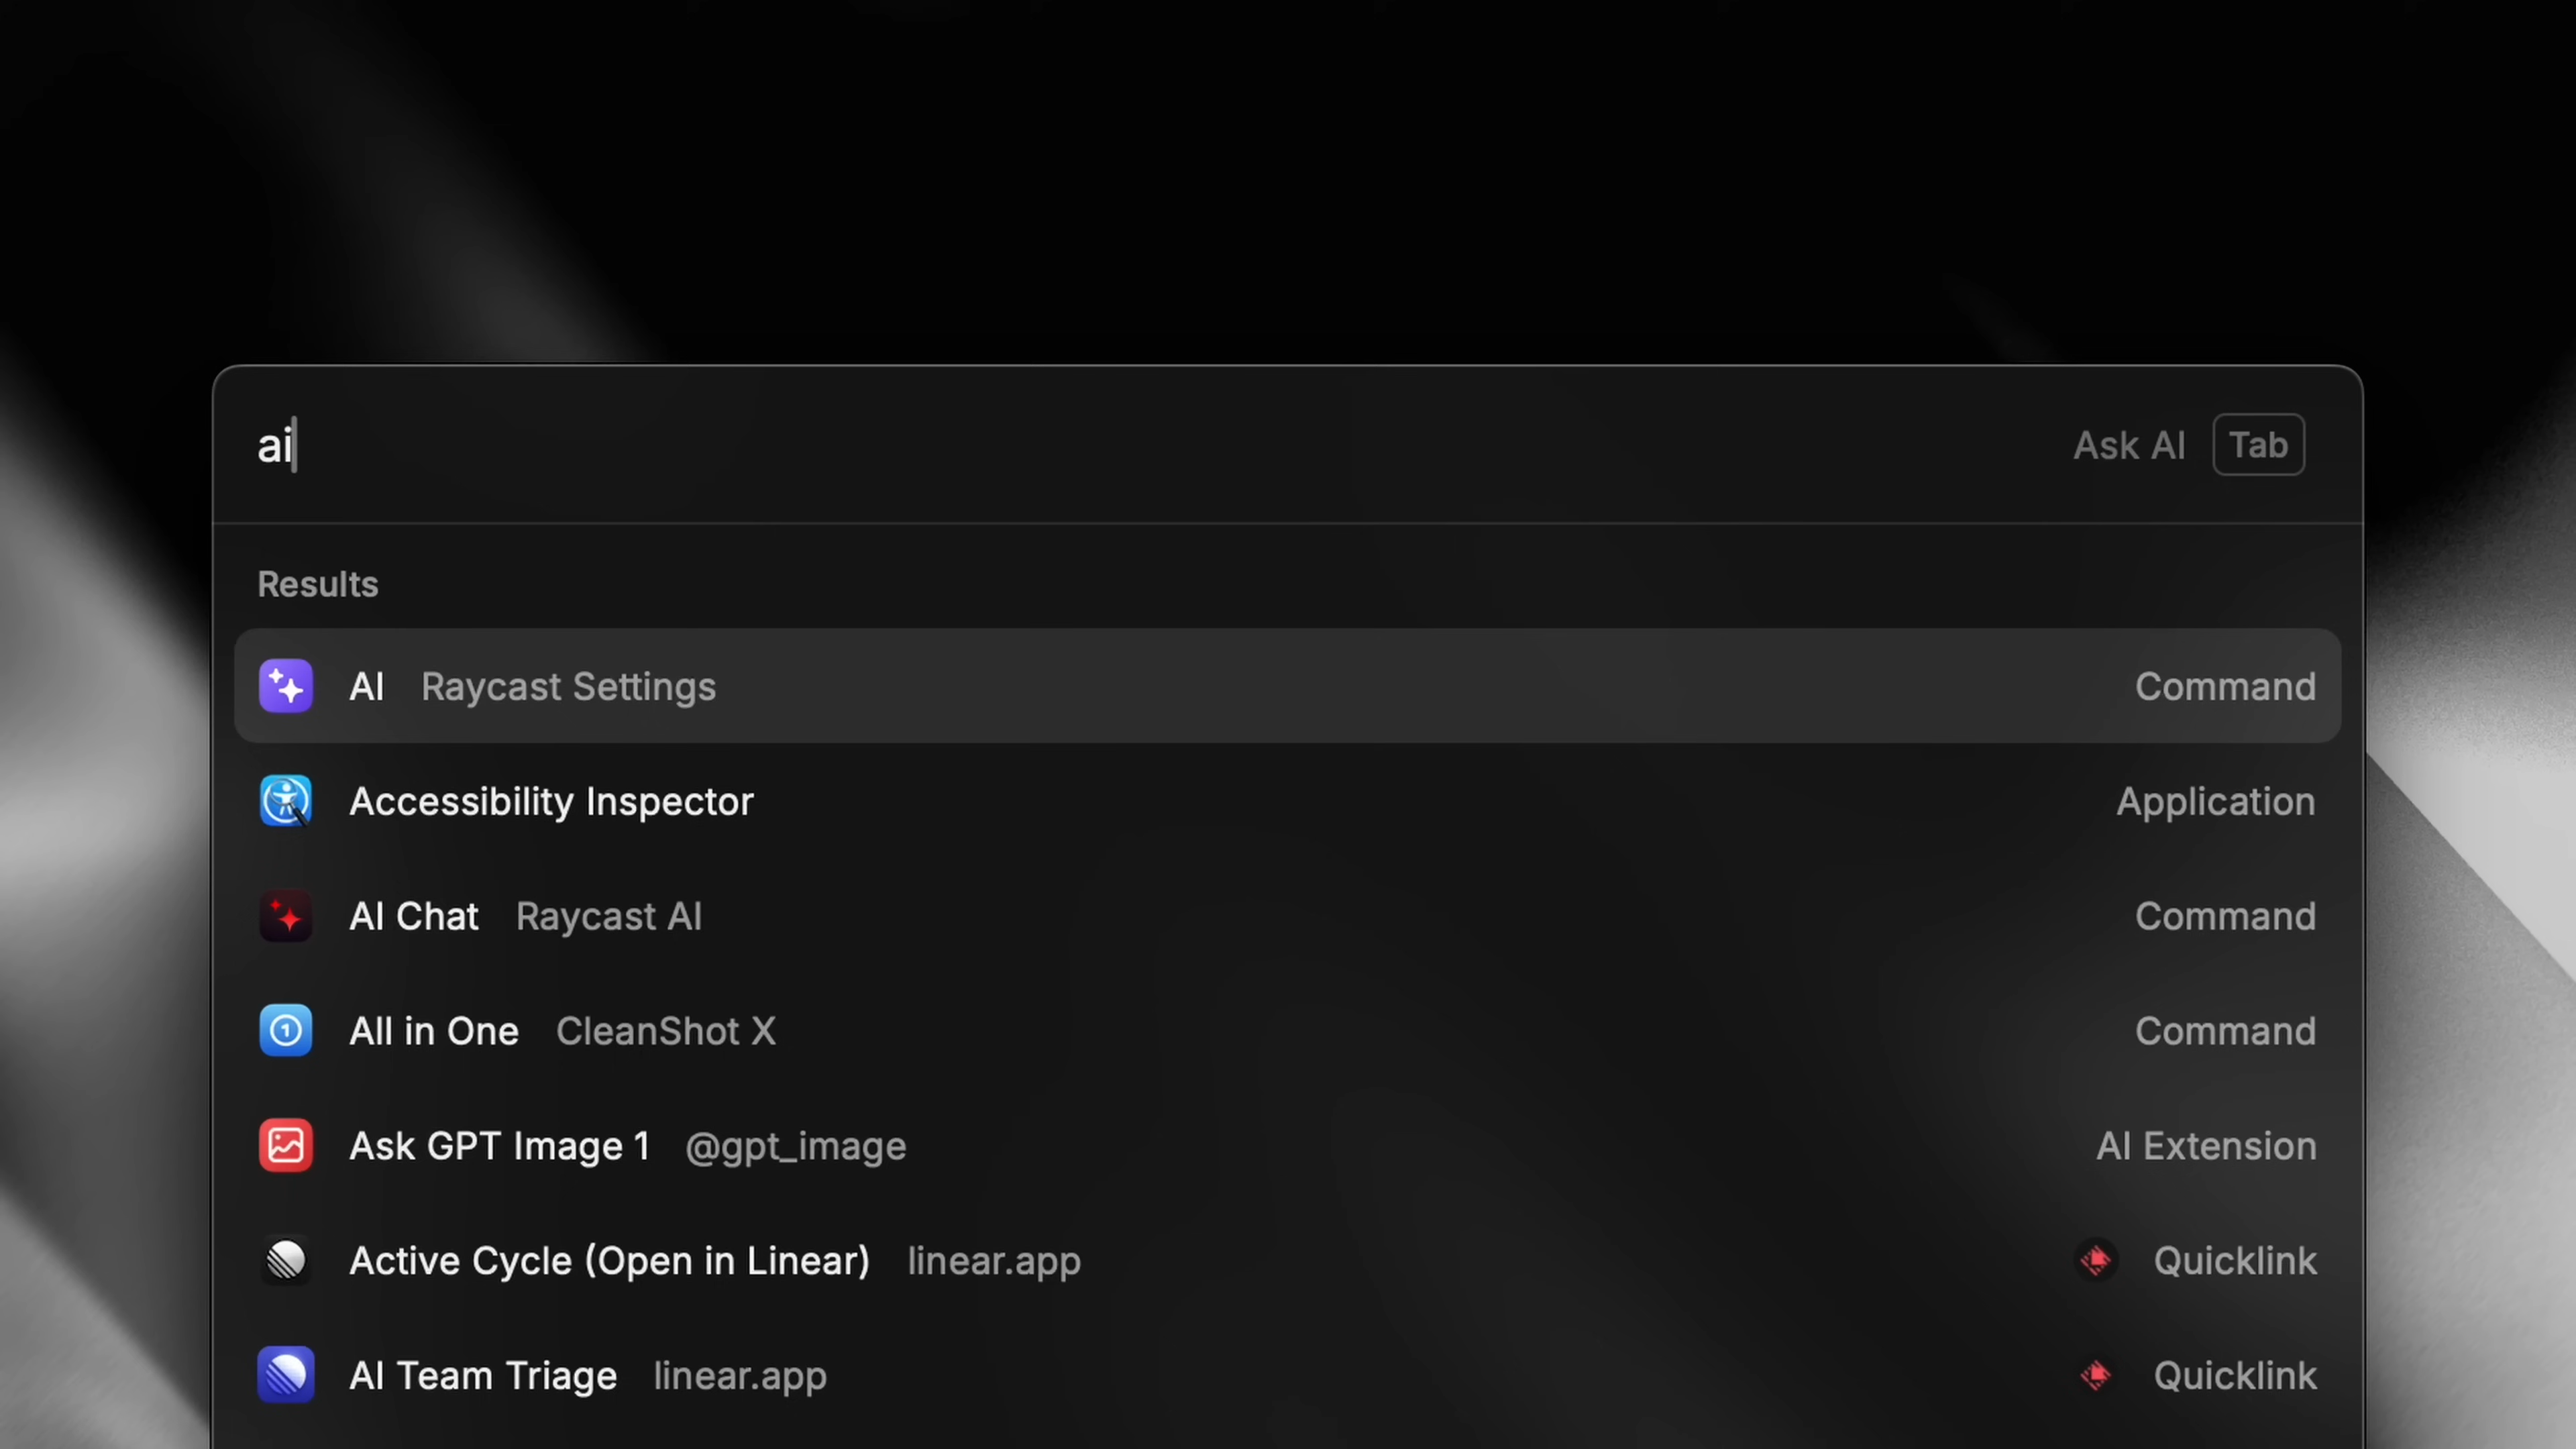 ai Ask AI Tab
Results
AI Raycast Settings Command
Accessibility Inspector Application
AI Chat Raycast AI Command
All in One CleanShot X Command
Ask GPT Image 1 @gpt_image AI Extension
Active Cycle (Open in Linear) linear.app Quicklink
AI Team Triage linear.app Quicklink